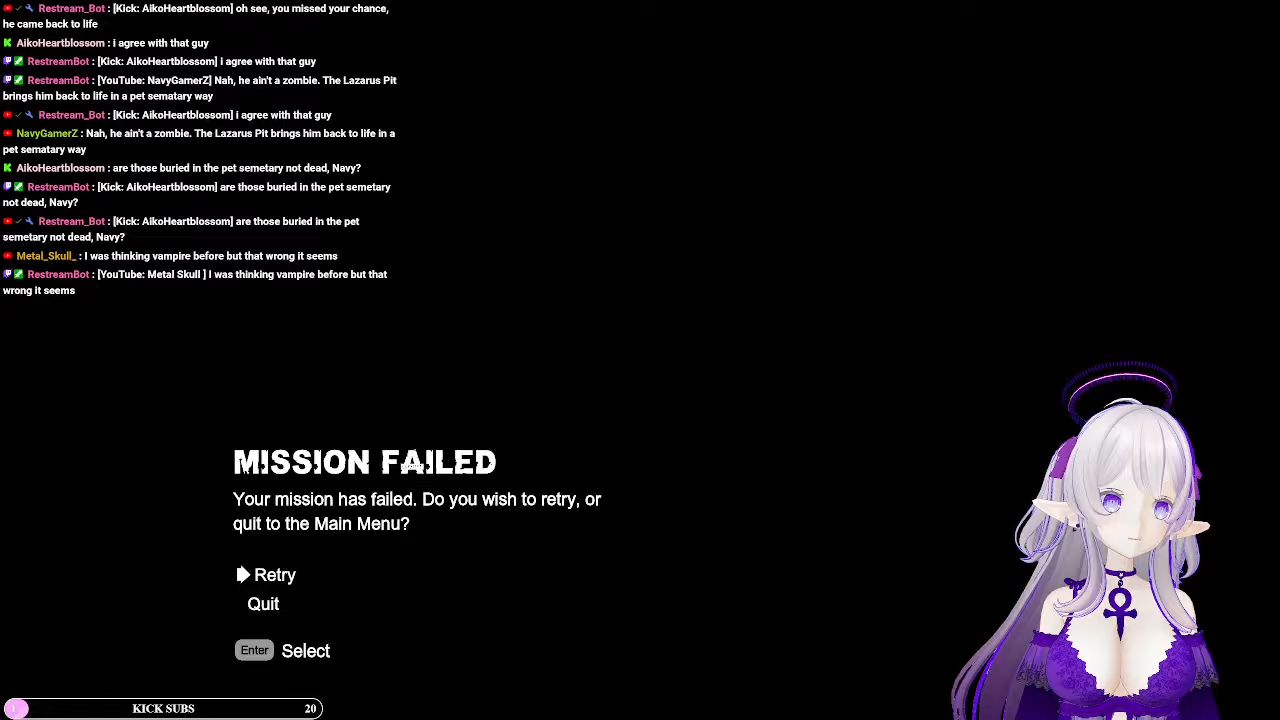 Restream_Bot : [Kick: AikoHeartblossom] oh see, you missed your chance,
he came back to life
AikoHeartblossom : i agree with that guy
RestreamBot : [Kick: AikoHeartblossom] i agree with that guy
RestreamBot : [YouTube: NavyGamerZ] Nah, he ain't a zombie. The Lazarus Pit
brings him back to life in a pet sematary way
Restream_Bot : [Kick: AikoHeartblossom] i agree with that guy
NavyGamerZ : Nah, he ain't a zombie. The Lazarus Pit brings him back to life in a
pet sematary way
AikoHeartblossom : are those buried in the pet semetary not dead, Navy?
RestreamBot : [Kick: AikoHeartblossom] are those buried in the pet semetary
not dead, Navy?
Restream_Bot : [Kick: AikoHeartblossom] are those buried in the pet
semetary not dead, Navy?
Metal_Skull_ : I was thinking vampire before but that wrong it seems
RestreamBot : [YouTube: Metal Skull ] I was thinking vampire before but that
wrong it seems
MISSION FAILED
Your mission has failed. Do you wish to retry, or
quit to the Main Menu?
Retry
Quit
Enter Select
1 KICK SUBS 20